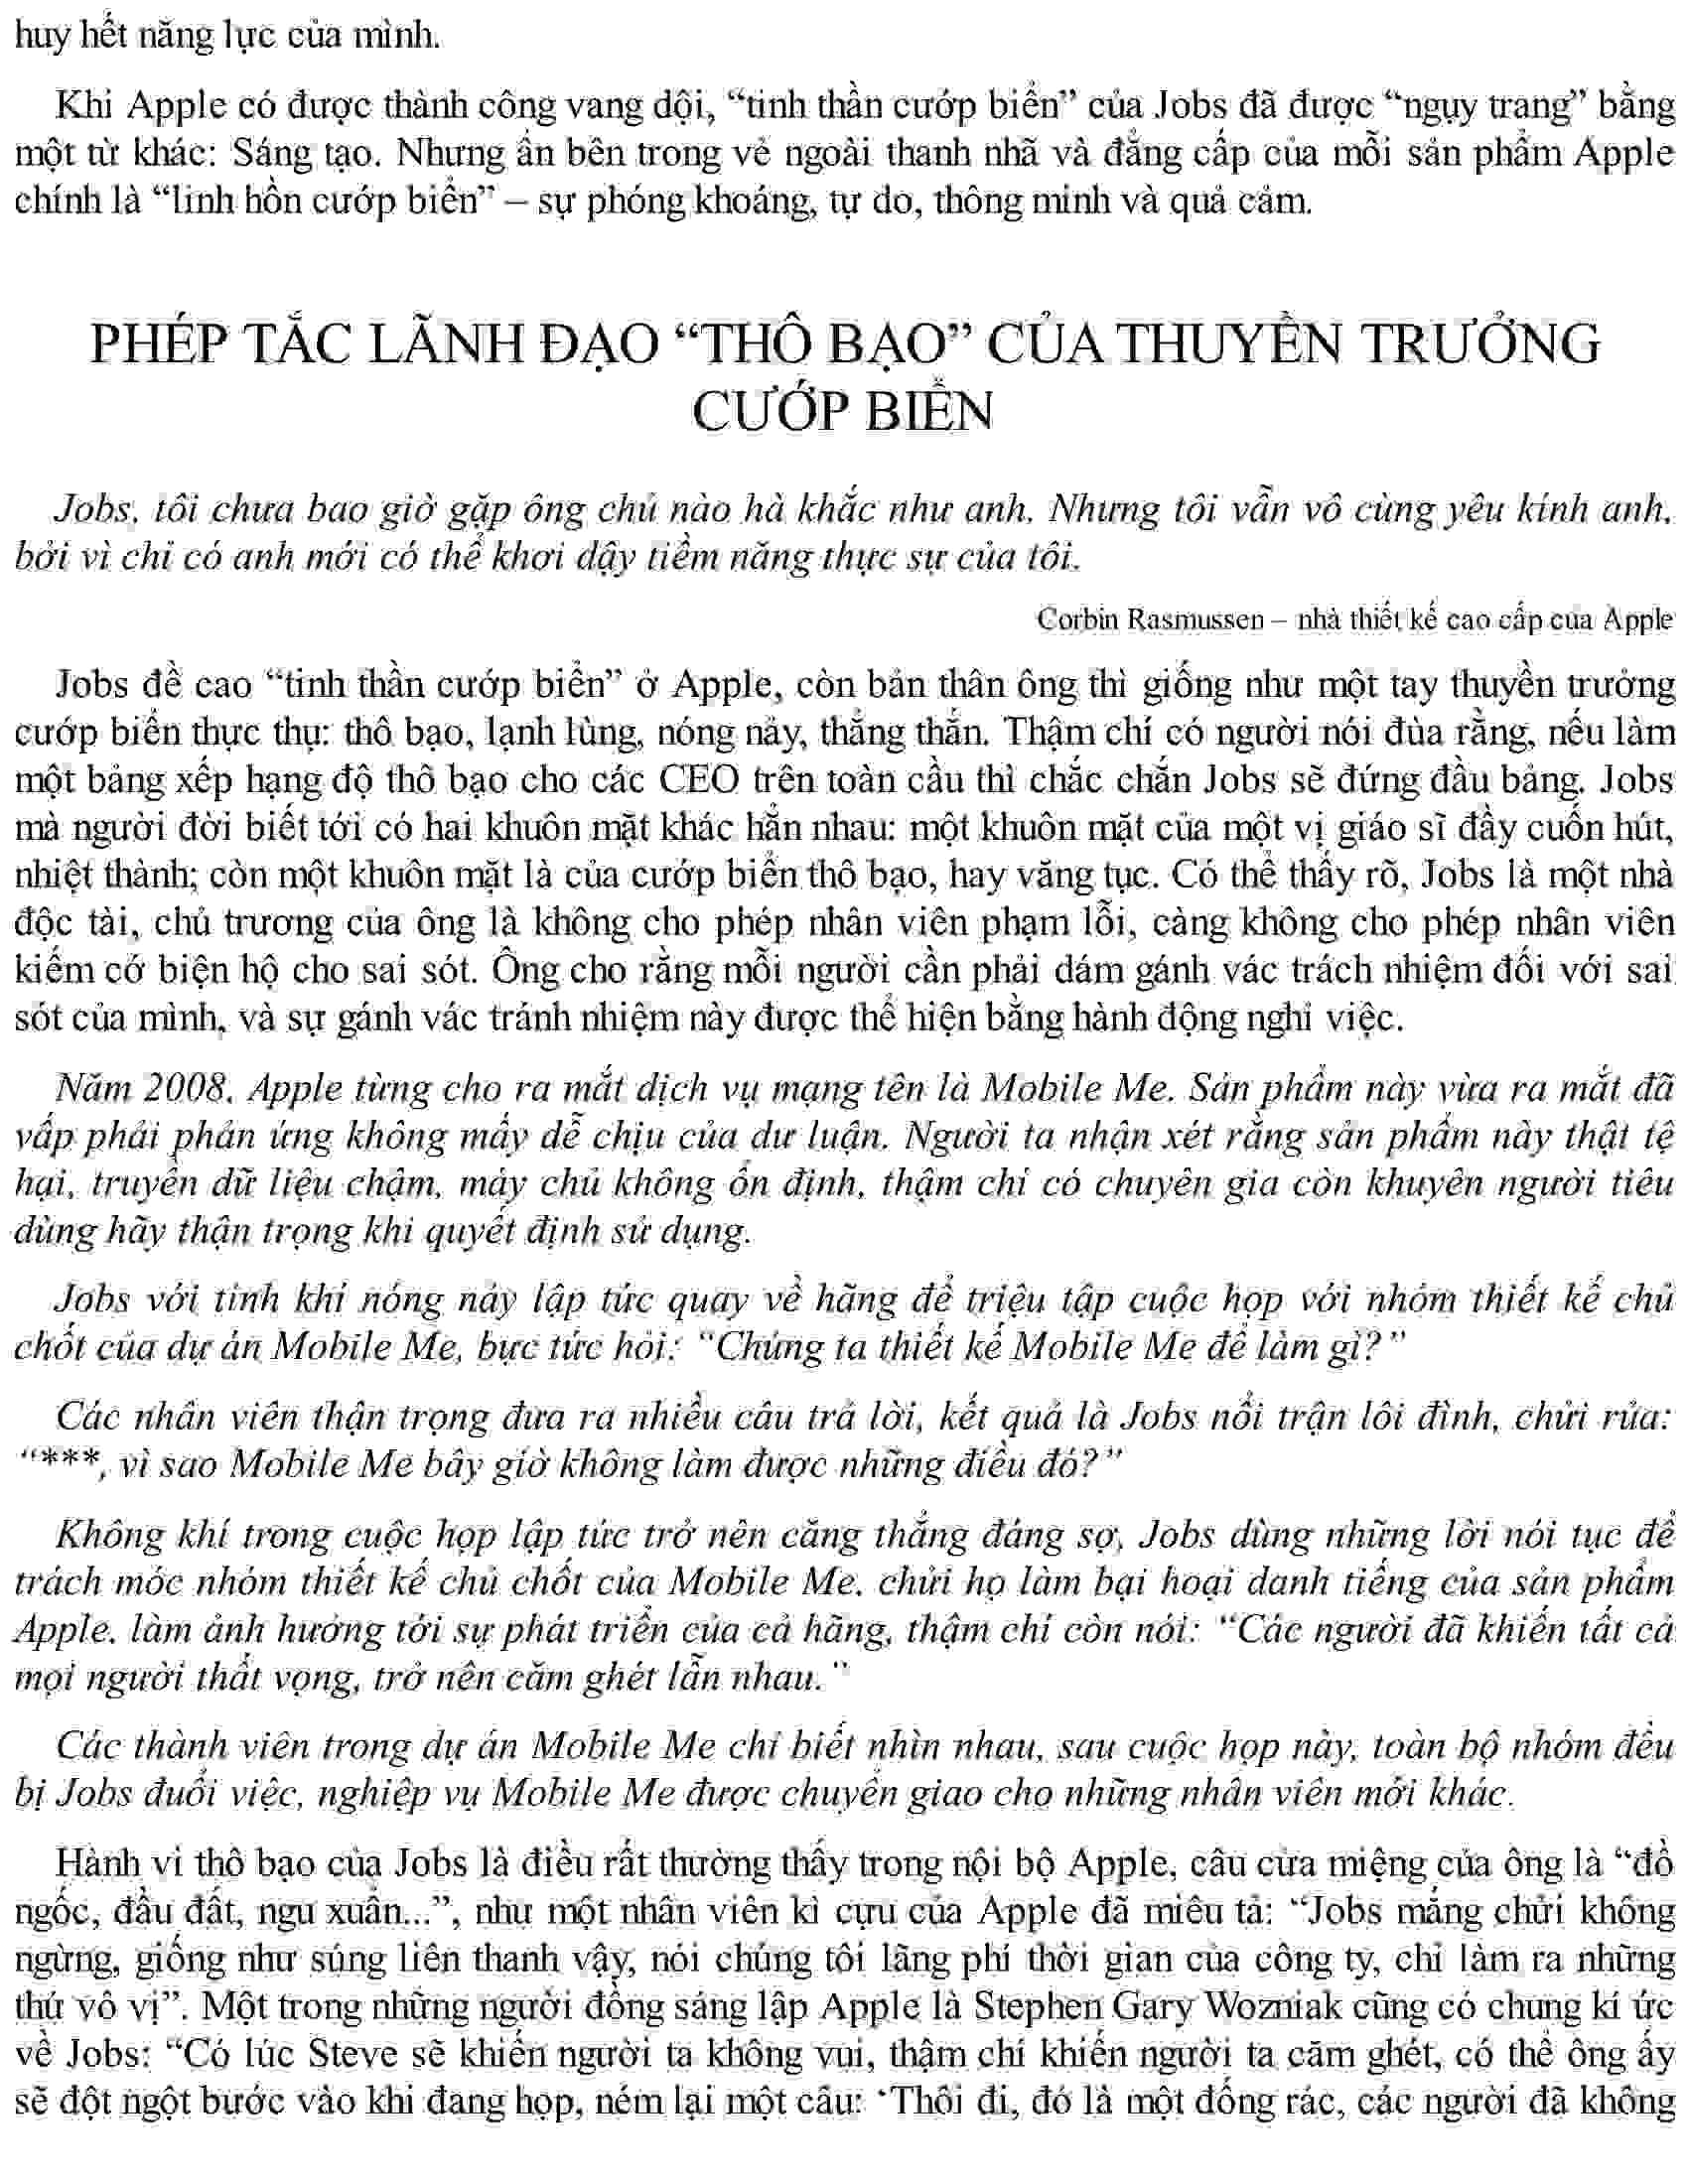 huy hết năng lực của mình.
Khi Apple có được thành công vang dội, “tinh thần cướp biển” của Jobs đã được “ngụy trang” bằng
một từ khác: Sáng tạo. Nhưng ẩn bên trong vẻ ngoài thanh nhã và đẳng cấp của mỗi sản phẩm Apple
chính là “linh hồn cướp biển” – sự phóng khoáng, tự do, thông minh và quả cảm.
PHÉP TẮC LÃNH ĐẠO “THÔ BẠO” CỦA THUYỀN TRƯỞNG
CƯỚP BIỂN
Jobs, tôi chưa bao giờ gặp ông chủ nào hà khắc như anh. Nhưng tôi vẫn vô cùng yêu kính anh,
bởi vì chỉ có anh mới có thể khơi dậy tiềm năng thực sự của tôi.
Corbin Rasmussen – nhà thiết kế cao cấp của Apple
Jobs đề cao “tinh thần cướp biển” ở Apple, còn bản thân ông thì giống như một tay thuyền trưởng
cướp biển thực thụ: thô bạo, lạnh lùng, nóng nảy, thẳng thắn. Thậm chí có người nói đùa rằng, nếu làm
một bảng xếp hạng độ thô bạo cho các CEO trên toàn cầu thì chắc chắn Jobs sẽ đứng đầu bảng. Jobs
mà người đời biết tới có hai khuôn mặt khác hẳn nhau: một khuôn mặt của một vị giáo sĩ đầy cuốn hút,
nhiệt thành; còn một khuôn mặt là của cướp biển thô bạo, hay văng tục. Có thể thấy rõ, Jobs là một nhà
độc tài, chủ trương của ông là không cho phép nhân viên phạm lỗi, càng không cho phép nhân viên
kiếm cớ biện hộ cho sai sót. Ông cho rằng mỗi người cần phải dám gánh vác trách nhiệm đối với sai
sót của mình, và sự gánh vác tránh nhiệm này được thể hiện bằng hành động nghỉ việc.
Năm 2008, Apple từng cho ra mắt dịch vụ mạng tên là Mobile Me. Sản phẩm này vừa ra mắt đã
vấp phải phản ứng không mấy dễ chịu của dư luận. Người ta nhận xét rằng sản phẩm này thật tệ
hại, truyền dữ liệu chậm, máy chủ không ổn định, thậm chí có chuyên gia còn khuyên người tiêu
dùng hãy thận trọng khi quyết định sử dụng.
Jobs với tính khí nóng nảy lập tức quay về hãng để triệu tập cuộc họp với nhóm thiết kế chủ
chốt của dự án Mobile Me, bực tức hỏi: “Chúng ta thiết kế Mobile Me để làm gì?”
Các nhân viên thận trọng đưa ra nhiều câu trả lời, kết quả là Jobs nổi trận lôi đình, chửi rủa:
“***, vì sao Mobile Me bây giờ không làm được những điều đó?”
Không khí trong cuộc họp lập tức trở nên căng thẳng đáng sợ, Jobs dùng những lời nói tục để
trách móc nhóm thiết kế chủ chốt của Mobile Me, chửi họ làm bại hoại danh tiếng của sản phẩm
Apple, làm ảnh hưởng tới sự phát triển của cả hãng, thậm chí còn nói: “Các người đã khiến tất cả
mọi người thất vọng, trở nên căm ghét lẫn nhau.”
Các thành viên trong dự án Mobile Me chỉ biết nhìn nhau, sau cuộc họp này, toàn bộ nhóm đều
bị Jobs đuổi việc, nghiệp vụ Mobile Me được chuyển giao cho những nhân viên mới khác.
Hành vi thô bạo của Jobs là điều rất thường thấy trong nội bộ Apple, câu cửa miệng của ông là “đồ
ngốc, đầu đất, ngu xuẩn...”, như một nhân viên kì cựu của Apple đã miêu tả: “Jobs mắng chửi không
ngừng, giống như súng liên thanh vậy, nói chúng tôi lãng phí thời gian của công ty, chỉ làm ra những
thứ vô vị”. Một trong những người đồng sáng lập Apple là Stephen Gary Wozniak cũng có chung kí ức
về Jobs: “Có lúc Steve sẽ khiến người ta không vui, thậm chí khiến người ta căm ghét, có thể ông ấy
sẽ đột ngột bước vào khi đang họp, ném lại một câu: ‘Thôi đi, đó là một đống rác, các người đã không